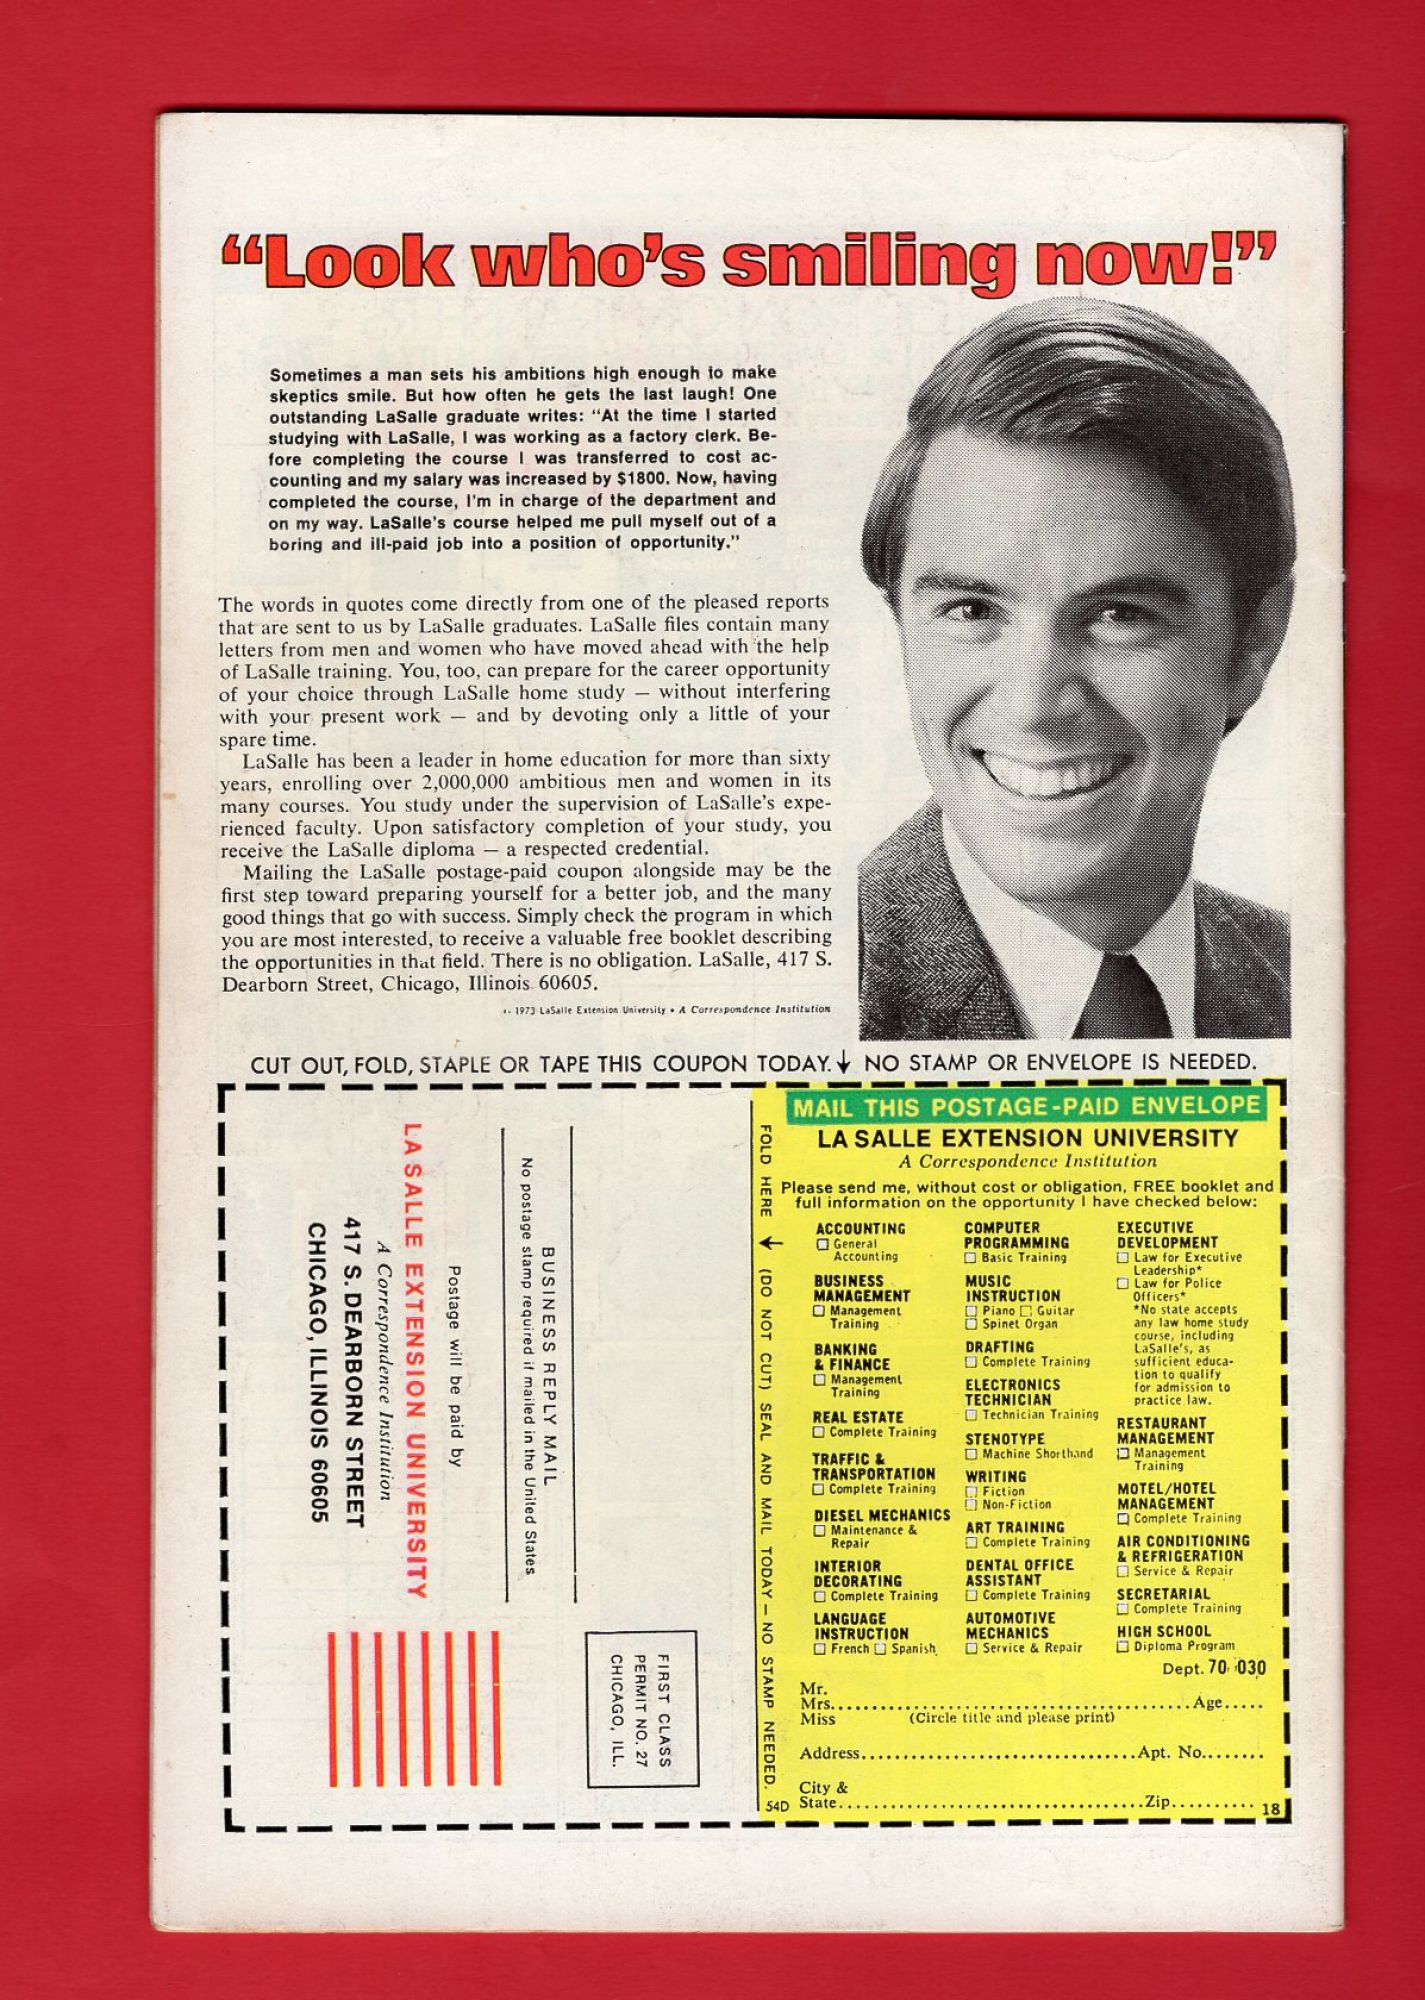 “Look who’s smiling now!”
Sometimes a man sets his ambitions high enough to make
skeptics smile. But how often he gets the last laugh! One
outstanding LaSalle graduate writes: “At the time I started
studying with LaSalle, I was working as a factory clerk. Be-
fore completing the course I was transferred to cost ac-
counting and my salary was increased by $1800. Now, having
completed the course, I’m in charge of the department and
on my way. LaSalle’s course helped me pull myself out of a
boring and ill-paid job into a position of opportunity.”
The words in quotes come directly from one of the pleased reports
that are sent to us by LaSalle graduates. LaSalle files contain many
letters from men and women who have moved ahead with the help
of LaSalle training. You, too, can prepare for the career opportunity
of your choice through LaSalle home study — without interfering
with your present work — and by devoting only a little of your
spare time.
LaSalle has been a leader in home education for more than sixty
years, enrolling over 2,000,000 ambitious men and women in its
many courses. You study under the supervision of LaSalle’s expe-
rienced faculty. Upon satisfactory completion of your study, you
receive the LaSalle diploma — a respected credential.
Mailing the LaSalle postage-paid coupon alongside may be the
first step toward preparing yourself for a better job, and the many
good things that go with success. Simply check the program in which
you are most interested, to receive a valuable free booklet describing
the opportunities in that field. There is no obligation. LaSalle, 417 S.
Dearborn Street, Chicago, Illinois 60605.
1973 LaSalle Extension University • A Correspondence Institution
CUT OUT, FOLD, STAPLE OR TAPE THIS COUPON TODAY. ↓ NO STAMP OR ENVELOPE IS NEEDED.
FIRST CLASS
PERMIT NO. 27
CHICAGO, ILL.
BUSINESS REPLY MAIL
No postage stamp required if mailed in the United States
Postage will be paid by
LA SALLE EXTENSION UNIVERSITY
A Correspondence Institution
417 S. DEARBORN STREET
CHICAGO, ILLINOIS 60605
FOLD HERE ↓ (DO NOT CUT) SEAL AND MAIL TODAY — NO STAMP NEEDED.
54D
MAIL THIS POSTAGE-PAID ENVELOPE
LA SALLE EXTENSION UNIVERSITY
A Correspondence Institution
Please send me, without cost or obligation, FREE booklet and
full information on the opportunity I have checked below:
ACCOUNTING
☐ General
Accounting
BUSINESS
MANAGEMENT
☐ Management
Training
BANKING
& FINANCE
☐ Management
Training
REAL ESTATE
☐ Complete Training
TRAFFIC &
TRANSPORTATION
☐ Complete Training
DIESEL MECHANICS
☐ Maintenance &
Repair
INTERIOR
DECORATING
☐ Complete Training
LANGUAGE
INSTRUCTION
☐ French ☐ Spanish
COMPUTER
PROGRAMMING
☐ Basic Training
MUSIC
INSTRUCTION
☐ Piano ☐ Guitar
☐ Spinet Organ
DRAFTING
☐ Complete Training
ELECTRONICS
TECHNICIAN
☐ Technician Training
STENOTYPE
☐ Machine Shorthand
WRITING
☐ Fiction
☐ Non-Fiction
ART TRAINING
☐ Complete Training
DENTAL OFFICE
ASSISTANT
☐ Complete Training
AUTOMOTIVE
MECHANICS
☐ Service & Repair
EXECUTIVE
DEVELOPMENT
☐ Law for Executive
Leadership*
☐ Law for Police
Officers*
*No state accepts
any law home study
course, including
LaSalle’s, as
sufficient educa-
tion to qualify
for admission to
practice law.
RESTAURANT
MANAGEMENT
☐ Management
Training
MOTEL/HOTEL
MANAGEMENT
☐ Complete Training
AIR CONDITIONING
& REFRIGERATION
☐ Service & Repair
SECRETARIAL
☐ Complete Training
HIGH SCHOOL
☐ Diploma Program
Dept. 70-030
Mr.
Mrs. Age
Miss (Circle title and please print)
Address Apt. No.
City &
State Zip
18